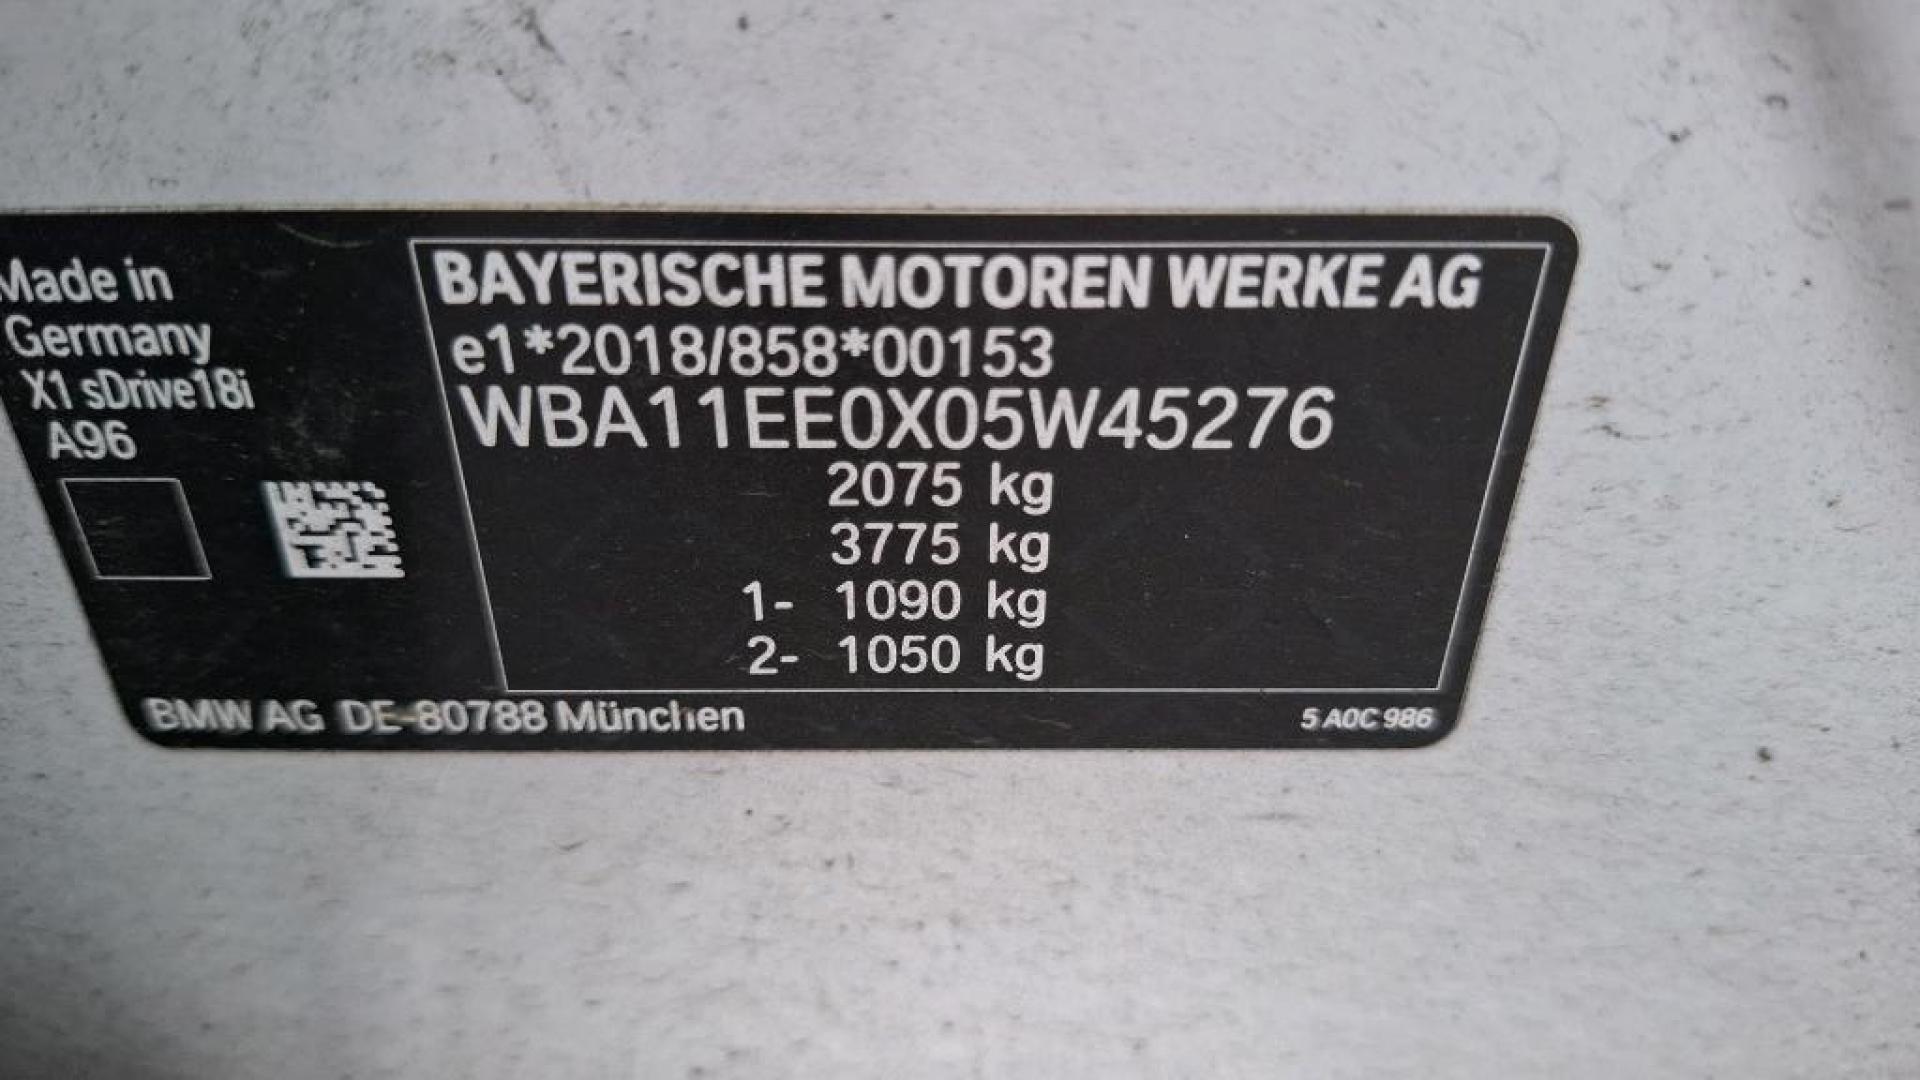 Made in
Germany
X1 sDrive18i
A96
BAYERISCHE MOTOREN WERKE AG
e1*2018/858*00153
WBA11EE0X05W45276
2075 kg
3775 kg
1- 1090 kg
2- 1050 kg
BMW AG DE-80788 München
5 A0C 986